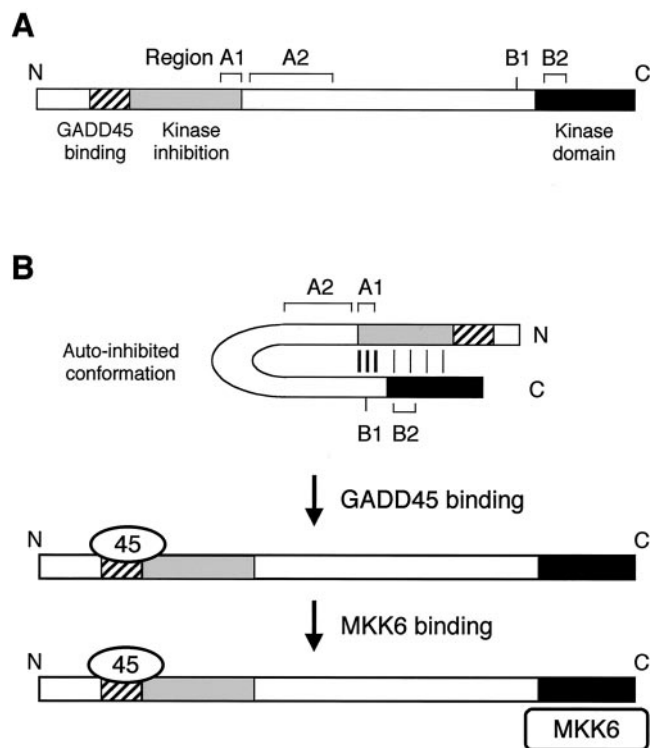 A
Region A1 A2 B1 B2
N C
GADD45
binding
Kinase
inhibition
Kinase
domain
B
A2 A1
Auto-inhibited
conformation
N
C
B1 B2
GADD45 binding
N C
45
MKK6 binding
N C
45
MKK6